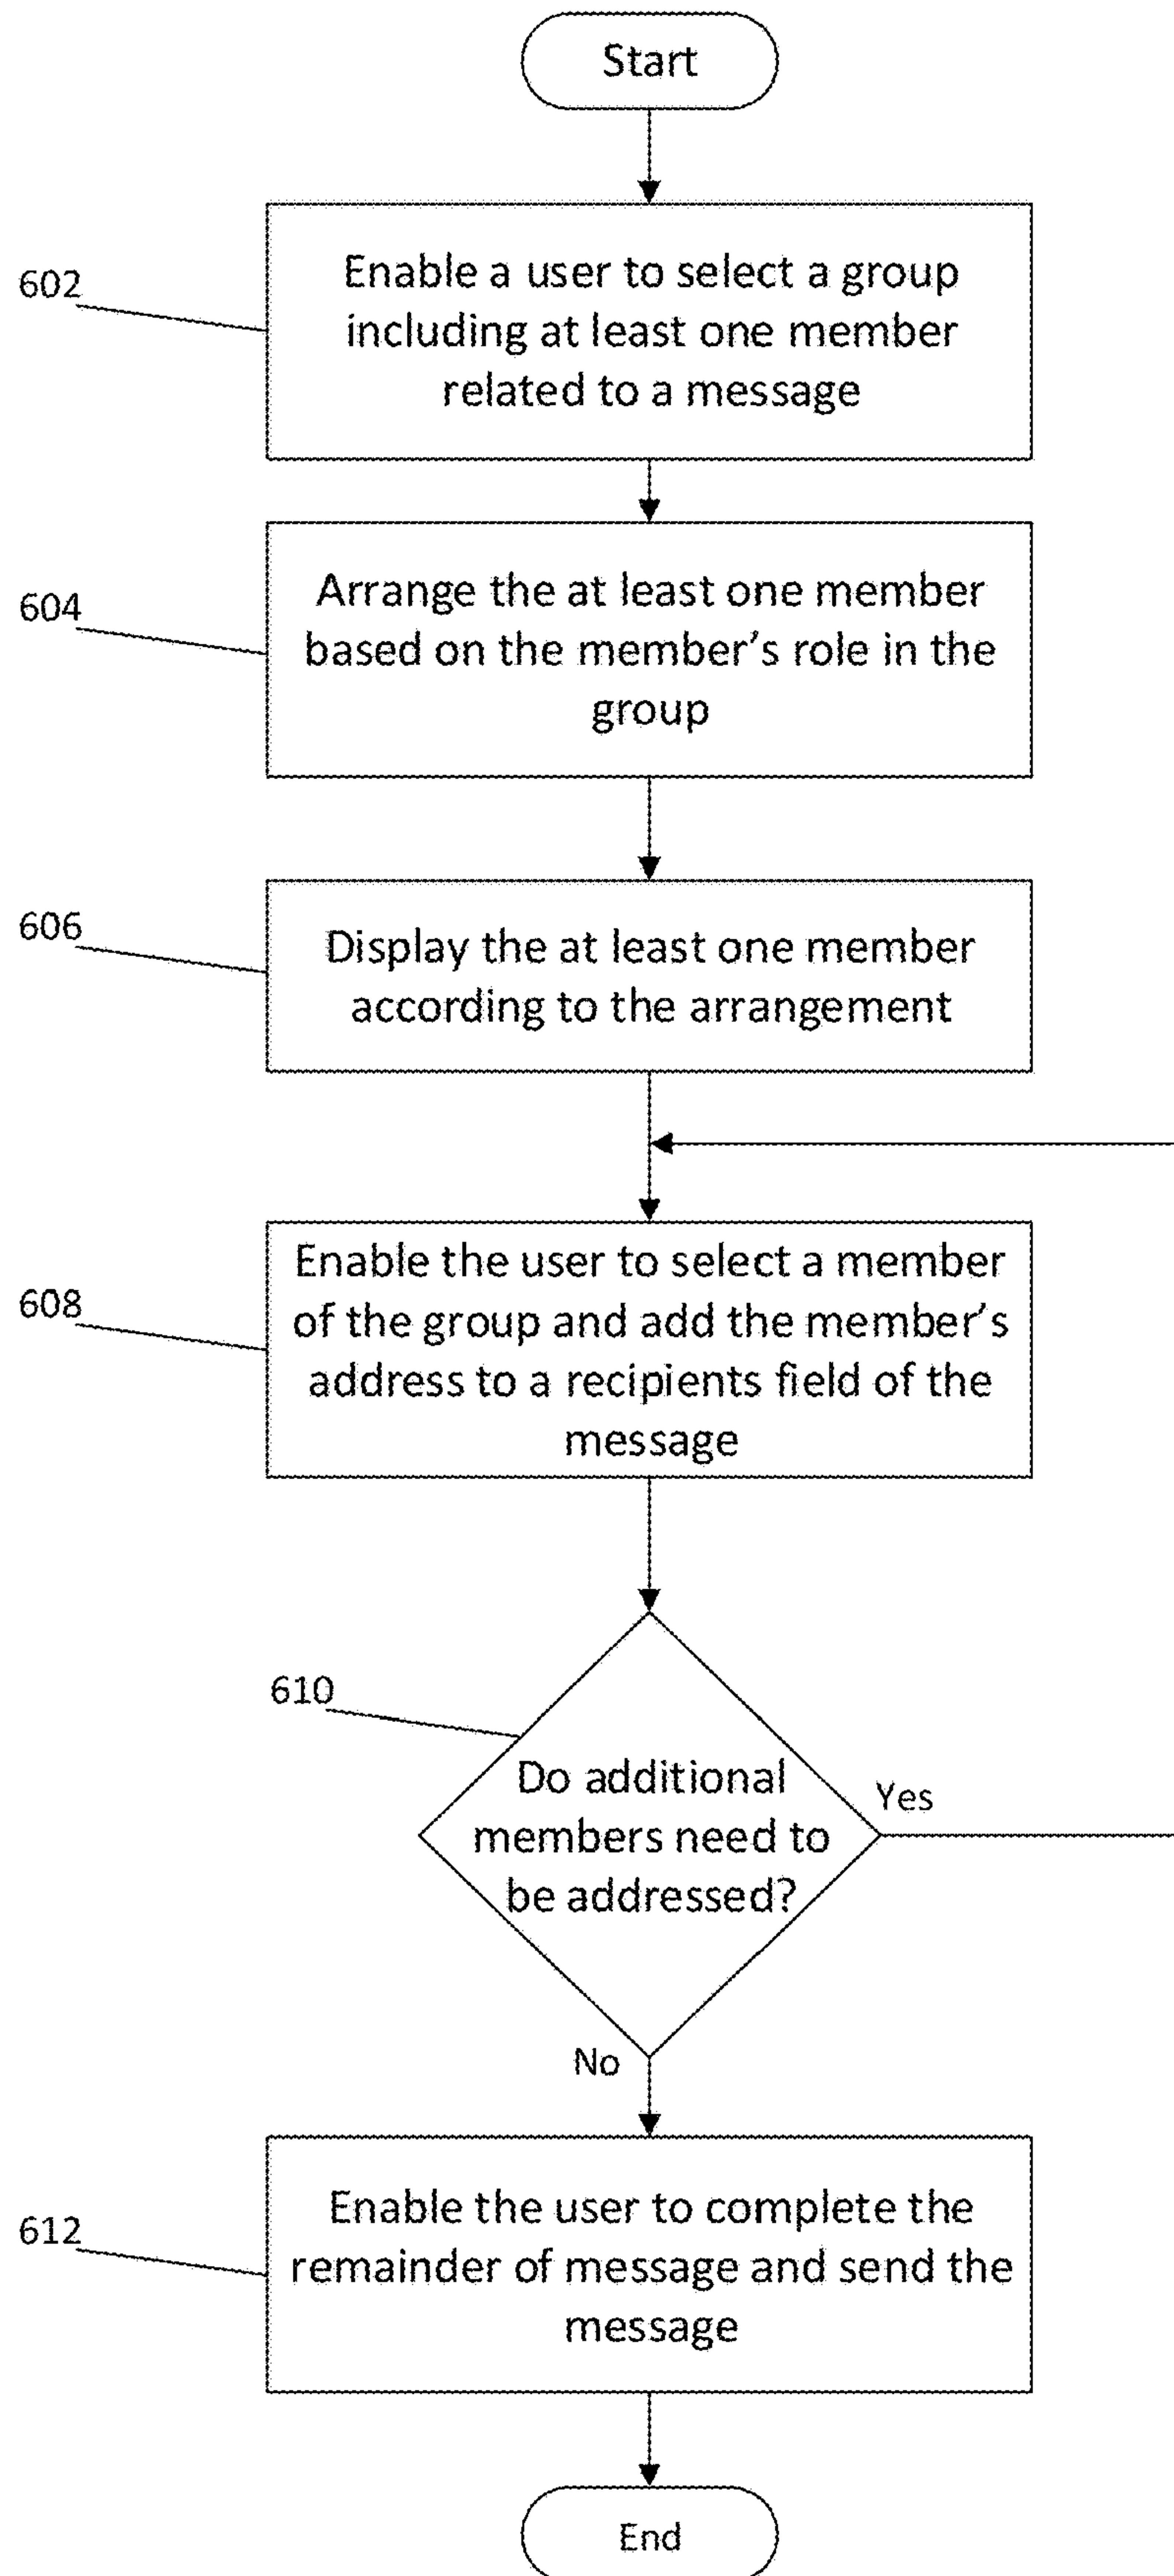 Start
602
Enable a user to select a group
including at least one member
related to a message
604
Arrange the at least one member
based on the member's role in the
group
606
Display the at least one member
according to the arrangement
608
Enable the user to select a member
of the group and add the member's
address to a recipients field of the
message
610
Do additional
members need to
be addressed?
Yes
No
612
Enable the user to complete the
remainder of message and send the
message
End